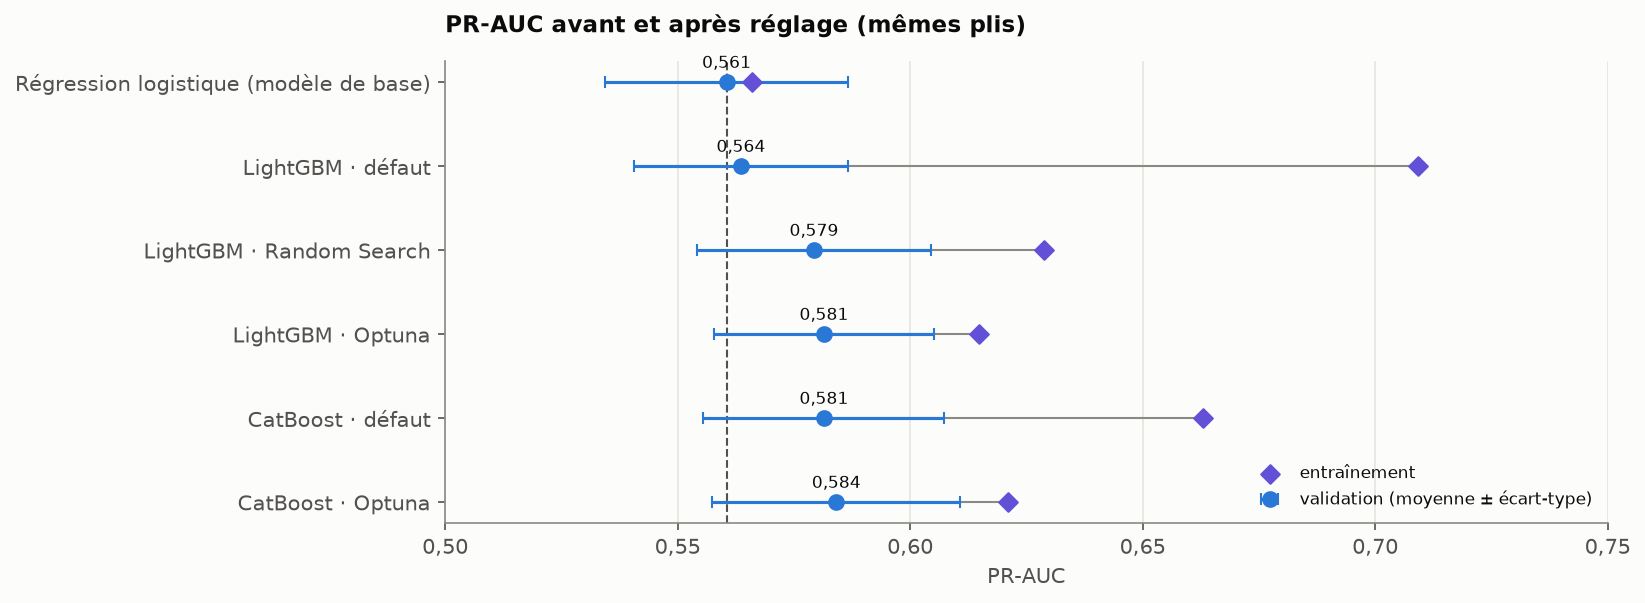 PR-AUC avant et après réglage (mêmes plis)
Régression logistique (modèle de base)
0,561
LightGBM · défaut
0,564
LightGBM · Random Search
0,579
LightGBM · Optuna
0,581
CatBoost · défaut
0,581
CatBoost · Optuna
0,584
entraînement
validation (moyenne ± écart-type)
0,50 0,55 0,60 0,65 0,70 0,75
PR-AUC